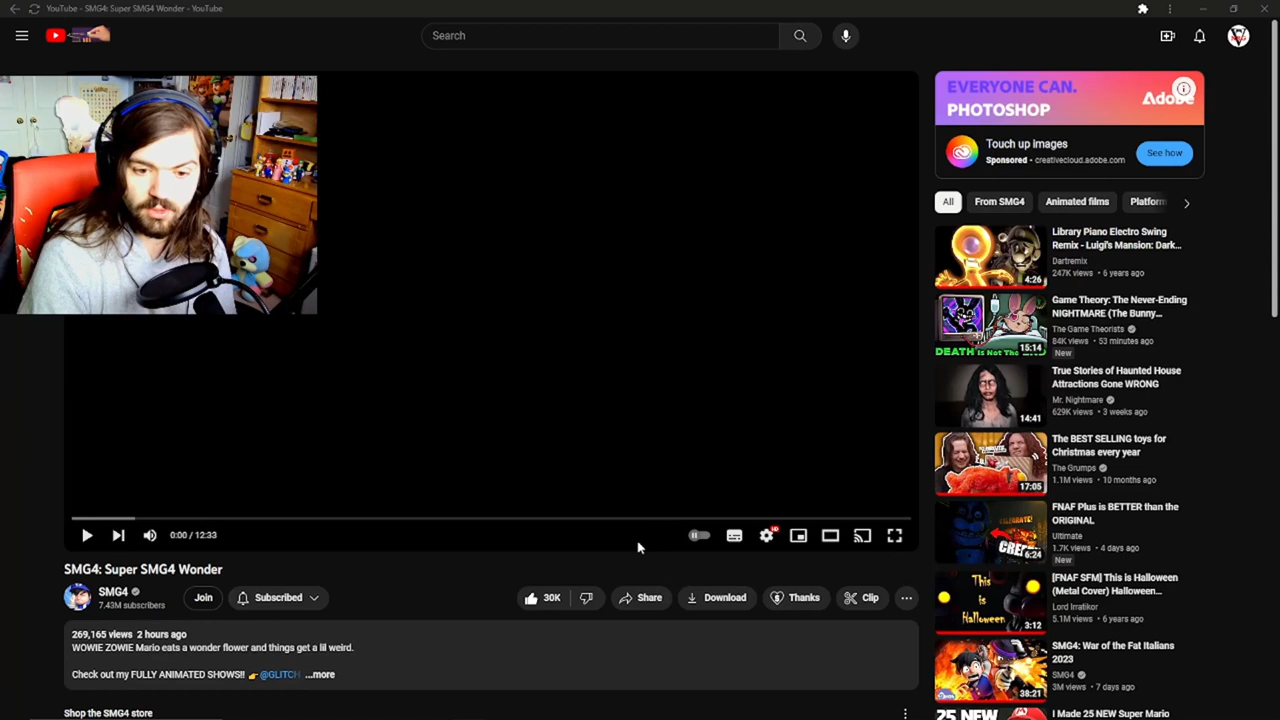 YouTube - SMG4: Super SMG4 Wonder - YouTube
Search
EVERYONE CAN.
PHOTOSHOP
Adobe
Touch up images
Sponsored · creativecloud.adobe.com
See how
All
From SMG4
Animated films
Platform
Library Piano Electro Swing
Remix - Luigi's Mansion: Dark...
Dartremix
247K views • 6 years ago
4:26
Game Theory: The Never-Ending
NIGHTMARE (The Bunny...
The Game Theorists
84K views • 53 minutes ago
New
15:14
True Stories of Haunted House
Attractions Gone WRONG
Mr. Nightmare
629K views • 3 weeks ago
14:41
The BEST SELLING toys for
Christmas every year
The Grumps
1.1M views • 10 months ago
17:05
FNAF Plus is BETTER than the
ORIGINAL
Ultimate
1.7K views • 4 days ago
New
6:24
This
is
Halloween
[FNAF SFM] This is Halloween
(Metal Cover) Halloween...
Lord Irratikor
5.1M views • 6 years ago
3:12
SMG4: War of the Fat Italians
2023
SMG4
3M views • 7 days ago
38:21
25 NEW
I Made 25 NEW Super Mario
0:00 / 12:33
HD
SMG4: Super SMG4 Wonder
SMG4
7.43M subscribers
Join
Subscribed
30K
Share
Download
Thanks
Clip
269,165 views 2 hours ago
WOWIE ZOWIE Mario eats a wonder flower and things get a lil weird.
Check out my FULLY ANIMATED SHOWS!! 👉 @GLITCH ...more
Shop the SMG4 store